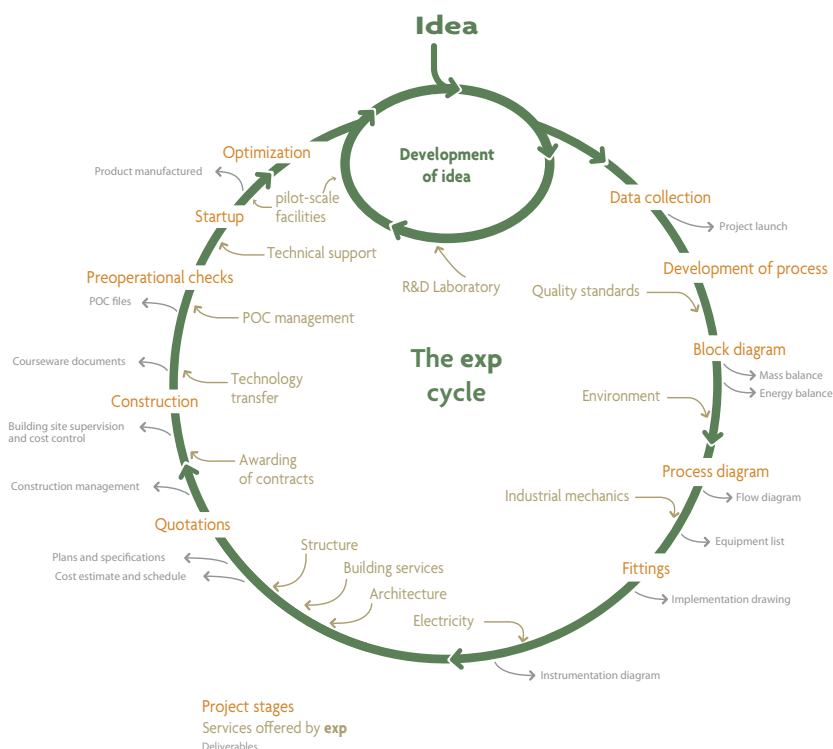 Idea
Development
of idea
Optimization
Product manufactured
pilot-scale
facilities
Startup
Technical support
Preoperational checks
POC files
POC management
R&D Laboratory
Data collection
Project launch
Development of process
Quality standards
The exp
cycle
Block diagram
Mass balance
Energy balance
Environment
Courseware documents
Technology
transfer
Construction
Building site supervision
and cost control
Awarding
of contracts
Construction management
Quotations
Process diagram
Flow diagram
Industrial mechanics
Equipment list
Fittings
Implementation drawing
Structure
Plans and specifications
Building services
Cost estimate and schedule
Architecture
Electricity
Instrumentation diagram
Project stages
Services offered by exp
Deliverables